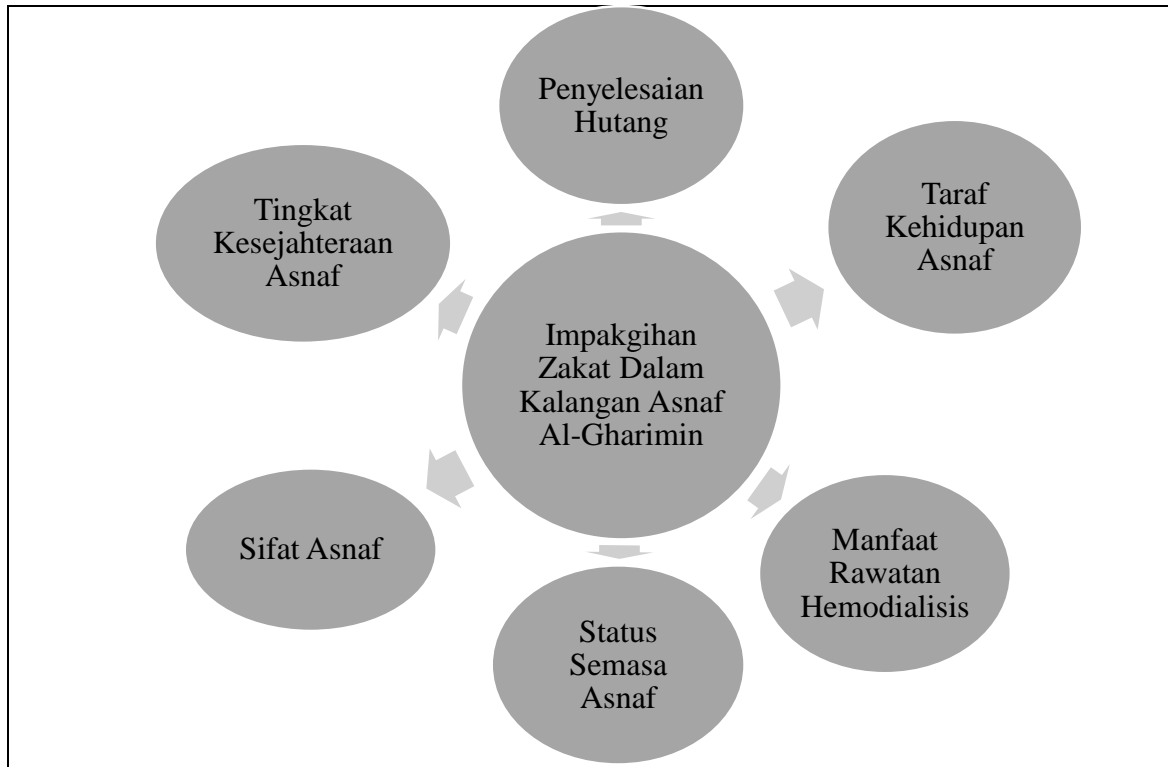 Penyelesaian
Hutang
Taraf
Kehidupan
Asnaf
Tingkat
Kesejahteraan
Asnaf
Impakgihan
Zakat Dalam
Kalangan Asnaf
Al-Gharimin
Sifat Asnaf
Manfaat
Rawatan
Hemodialisis
Status
Semasa
Asnaf